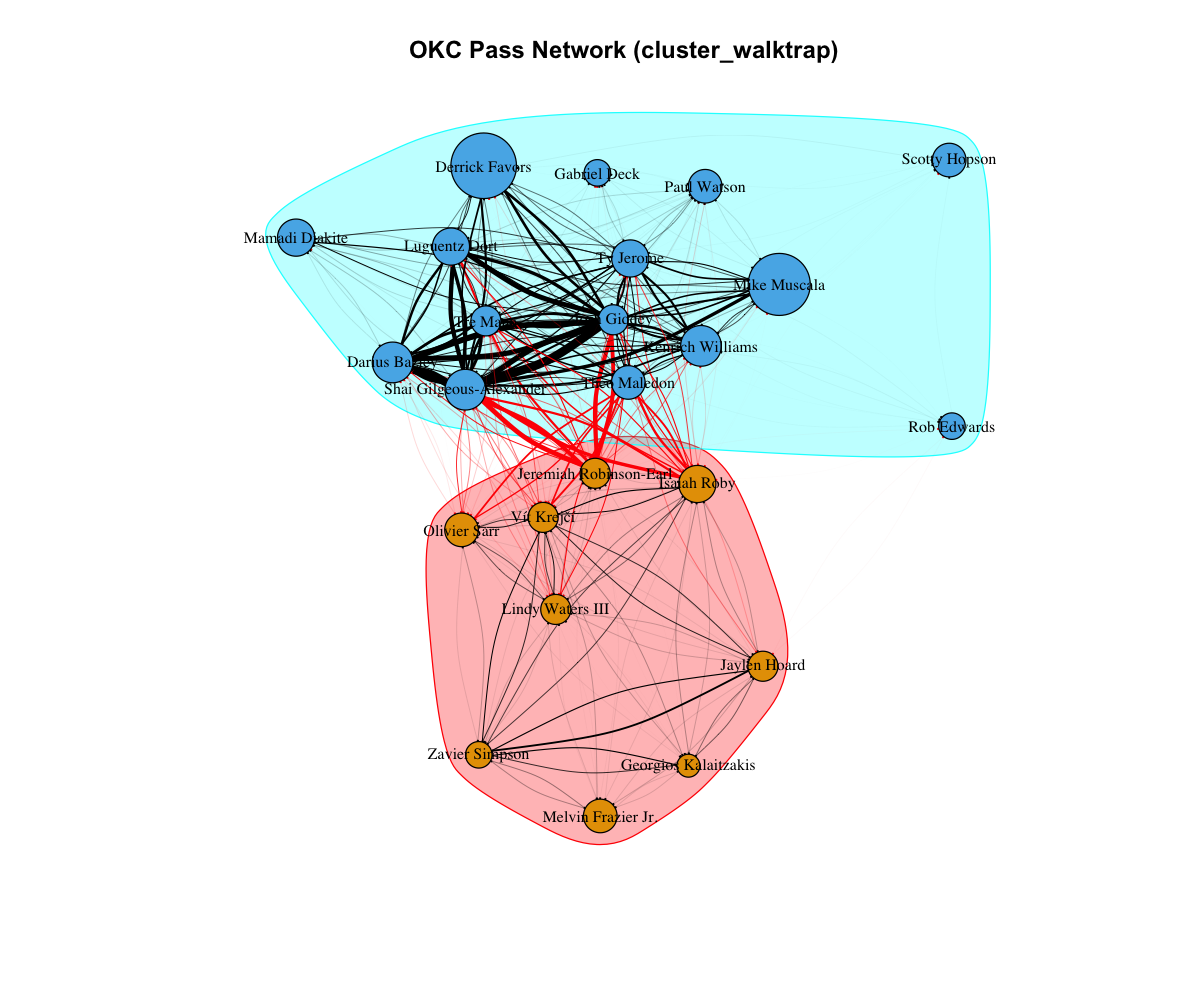 OKC Pass Network (cluster_walktrap)
Scotty Hopson
Derrick Favors
Gabriel Deck
Paul Watson
Mamadi Diakite
Luguentz Dort
Ty Jerome
Mike Muscala
Tre Mann
Josh Giddey
Kenrich Williams
Darius Bazley
Shai Gilgeous-Alexander
Theo Maledon
Rob Edwards
Jeremiah Robinson-Earl
Isaiah Roby
Vit Krejci
Olivier Sarr
Lindy Waters III
Jaylen Hoard
Zavier Simpson
Georgios Kalaitzakis
Melvin Frazier Jr.